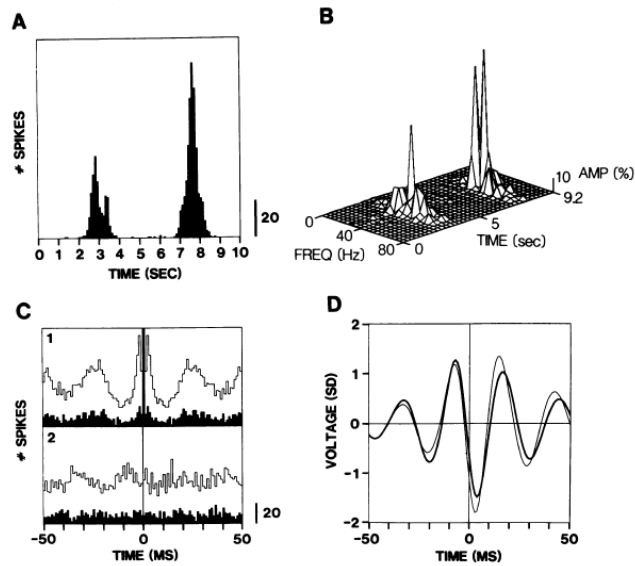 A
# SPIKES
20
0 1 2 3 4 5 6 7 8 9 10
TIME (SEC)
B
10 AMP (%)
9.2
5
TIME (sec)
0
40
80
0
FREQ (Hz)
C
1
2
# SPIKES
20
-50 0 50
TIME (MS)
D
2
1
0
-1
-2
VOLTAGE (SD)
-50 0 50
TIME (MS)